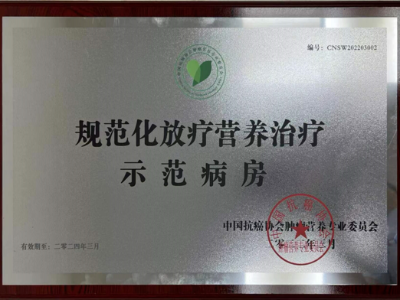 编号：CNSW202203002
规范化放疗营养治疗
示范病房
中国抗癌协会肿瘤营养专业委员会
有效期至：二零二四年三月